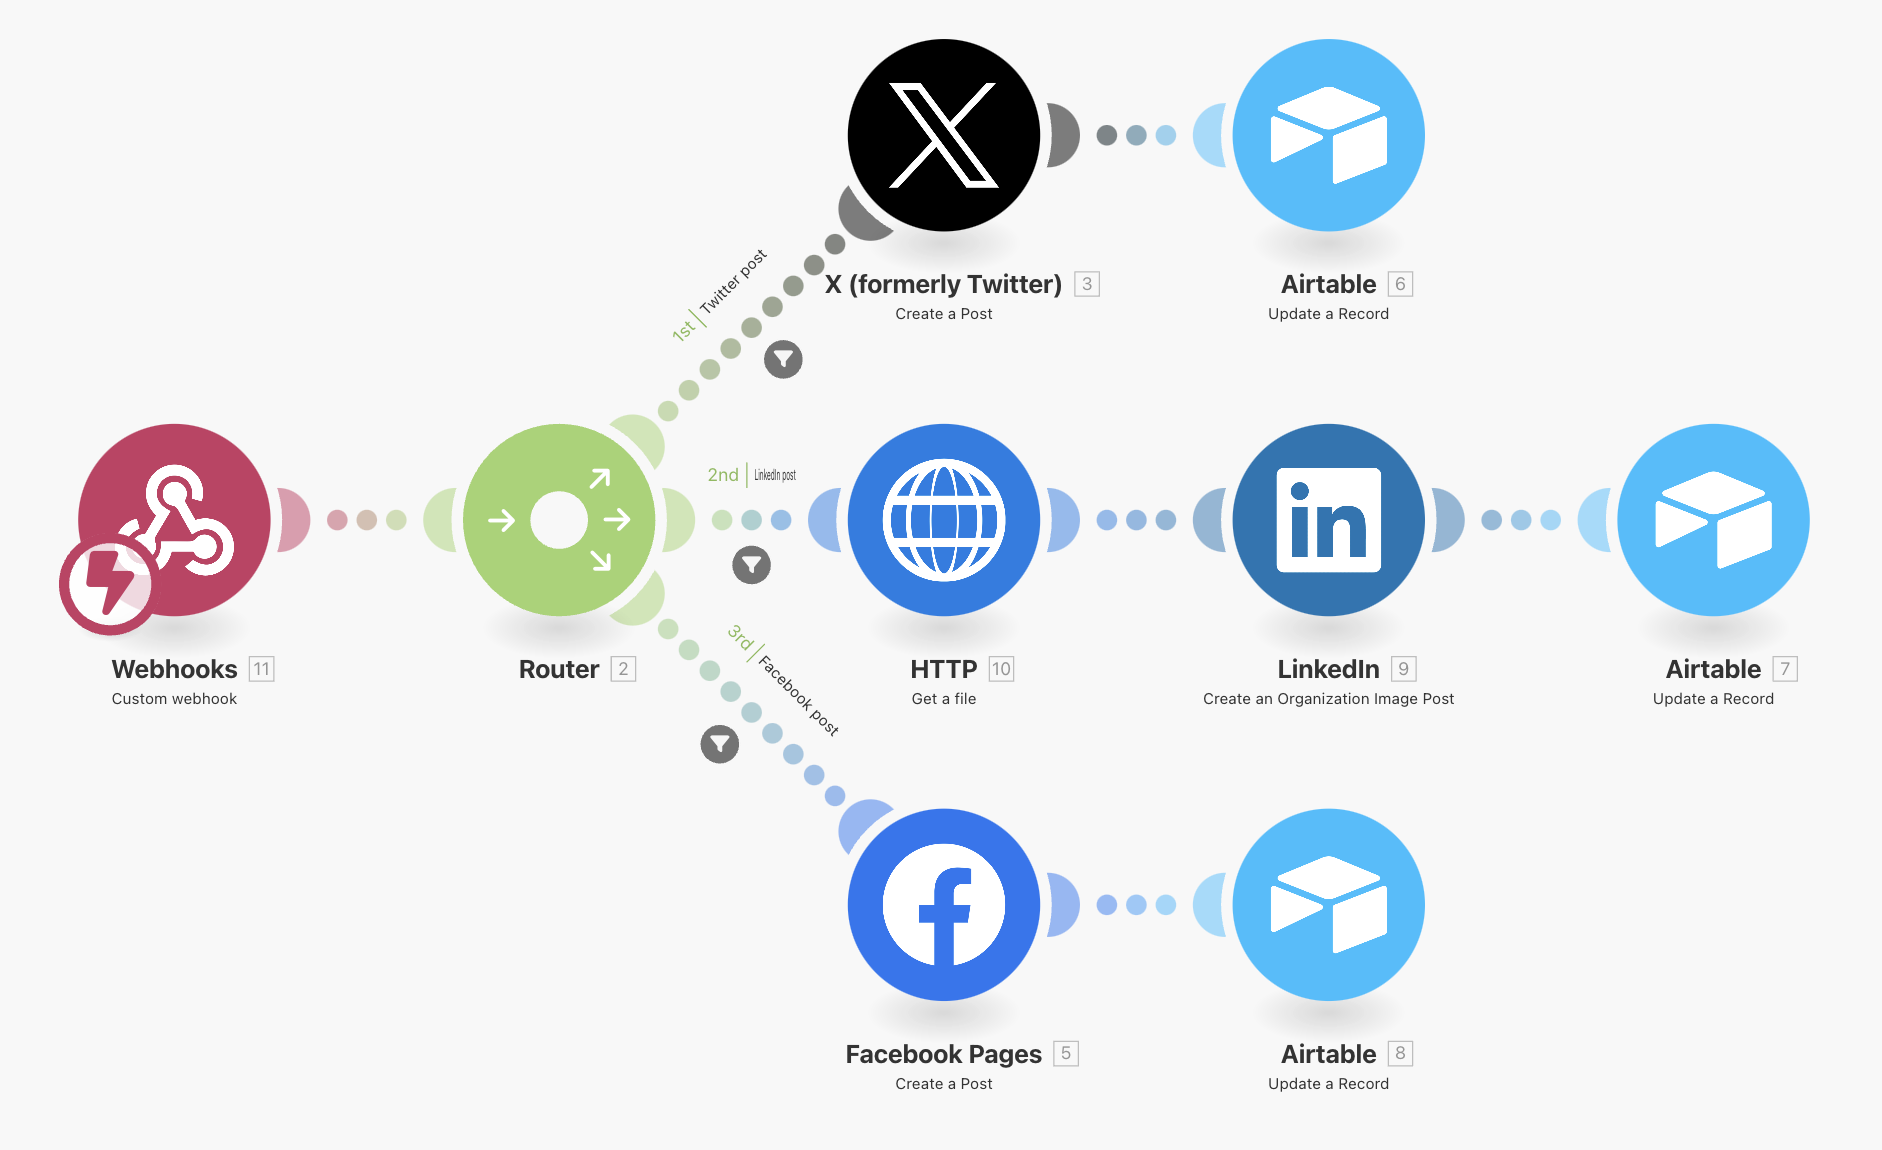 X (formerly Twitter) 3
Create a Post
Airtable 6
Update a Record
1st | Twitter post
2nd | LinkedIn post
3rd | Facebook post
Webhooks 11
Custom webhook
Router 2
HTTP 10
Get a file
in
LinkedIn 9
Create an Organization Image Post
Airtable 7
Update a Record
Facebook Pages 5
Create a Post
Airtable 8
Update a Record